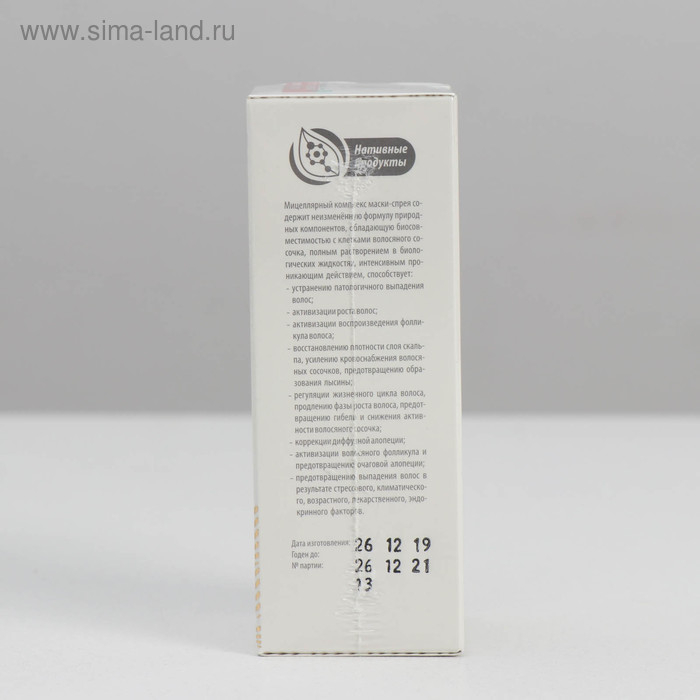 www.sima-land.ru
Нативные
продукты
Мицеллярный комплекс маски-спрея со-
держит неизменённую формулу природ-
ных компонентов, обладающую биосов-
местимостью с клетками волосяного со-
сочка, полным растворением в биоло-
гических жидкостях, интенсивным про-
никающим действием, способствует:
- устранению патологичного выпадения
волос;
- активизации роста волос;
- активизации воспроизведения фолли-
кула волоса;
- восстановлению плотности слоя скаль-
па, усилению кровоснабжения волося-
ных сосочков, предотвращению обра-
зования лысины;
- регуляции жизненного цикла волоса,
продлению фазы роста волоса, предот-
вращению гибели и снижения актив-
ности волосяного сосочка;
- коррекции диффузной алопеции;
- активизации волосяного фолликула и
предотвращению очаговой алопеции;
- предотвращению выпадения волос в
результате стрессового, климатическо-
го, возрастного, лекарственного, эндо-
кринного факторов.
Дата изготовления: 26 12 19
Годен до: 26 12 21
№ партии: 13